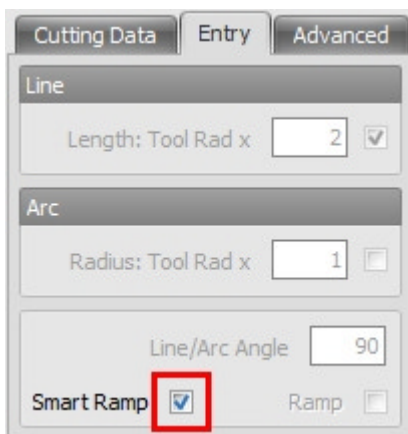 Cutting Data Entry Advanced
Line
Length: Tool Rad x 2
Arc
Radius: Tool Rad x 1
Line/Arc Angle 90
Smart Ramp Ramp